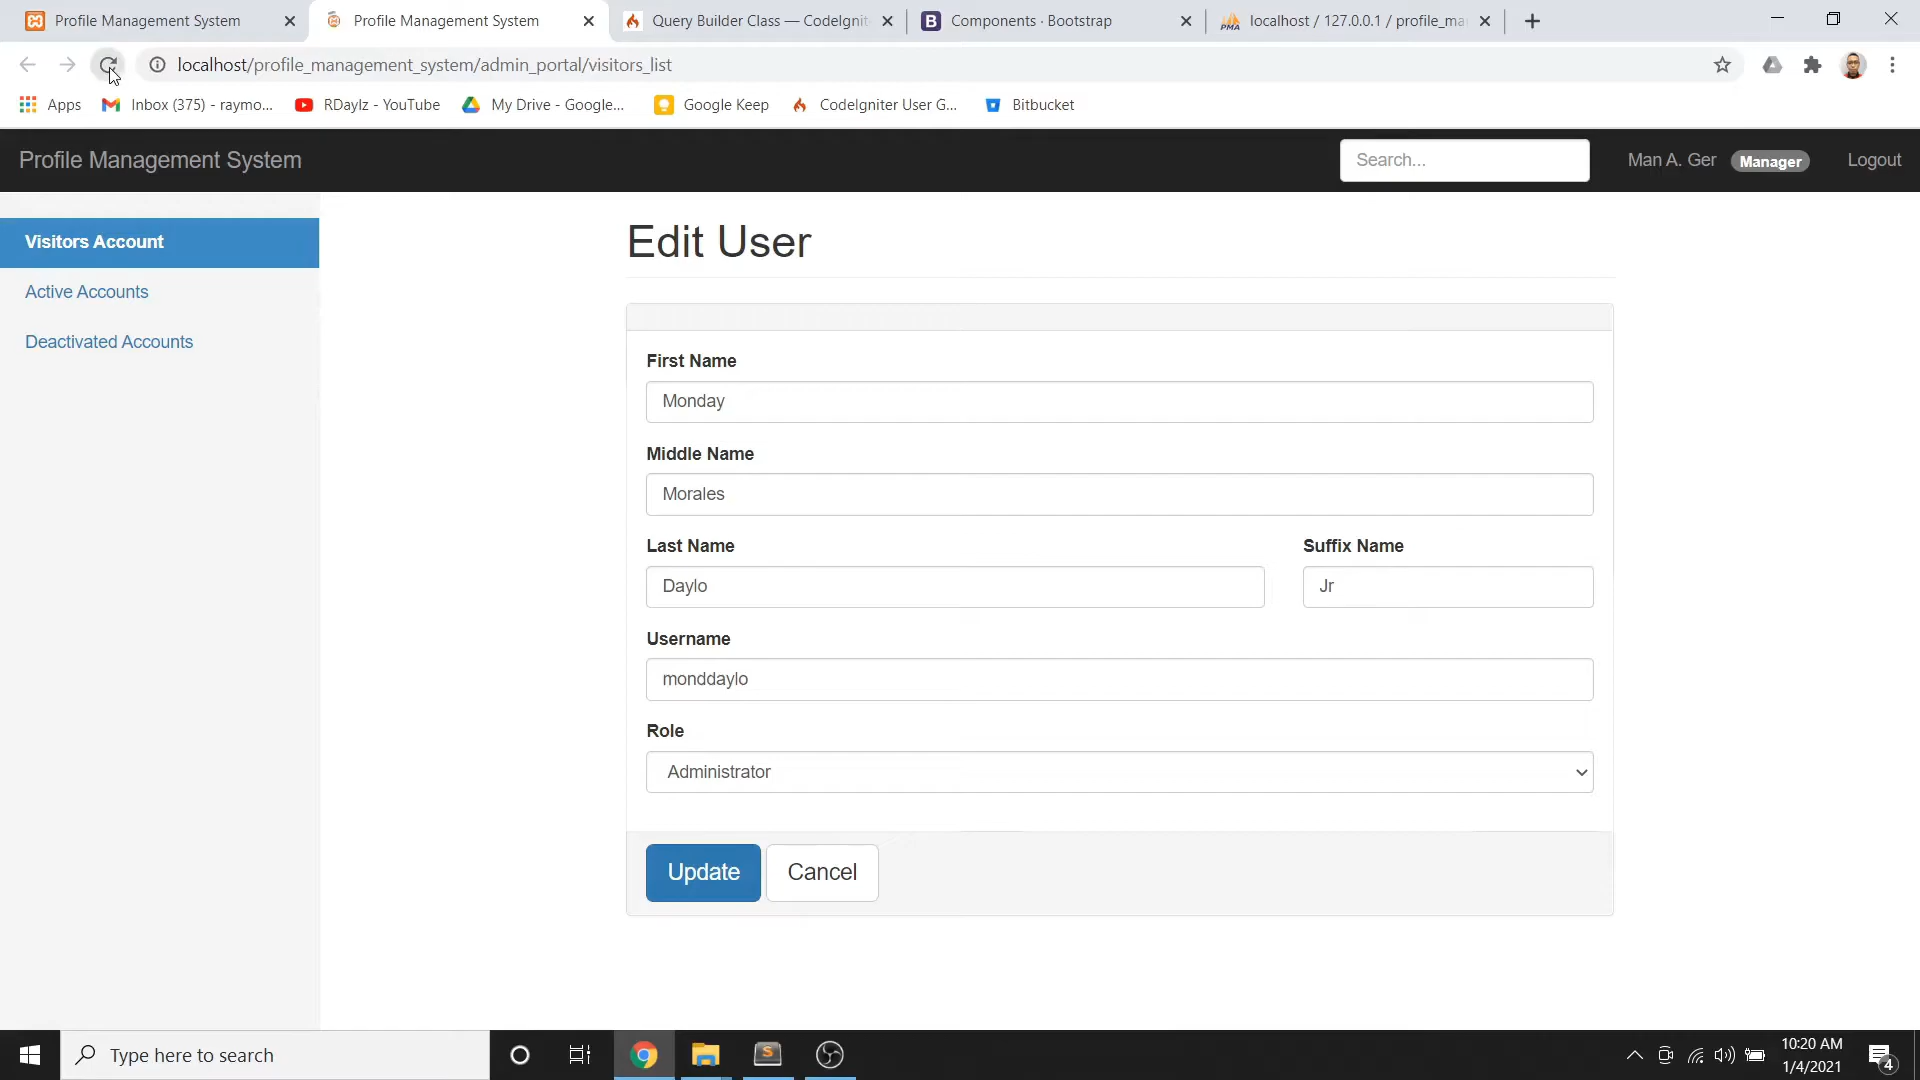 Profile Management System
Profile Management System
Query Builder Class — CodeIgnit
B Components · Bootstrap
PMA localhost / 127.0.0.1 / profile_ma
localhost/profile_management_system/admin_portal/visitors_list
Apps
Inbox (375) - raymo...
RDaylz - YouTube
My Drive - Google...
Google Keep
CodeIgniter User G...
Bitbucket
Profile Management System
Search...
Man A. Ger Manager
Logout
Visitors Account
Active Accounts
Deactivated Accounts
Edit User
First Name
Monday
Middle Name
Morales
Last Name
Suffix Name
Daylo
Jr
Username
monddaylo
Role
Administrator
Update
Cancel
Type here to search
S
10:20 AM
1/4/2021
4